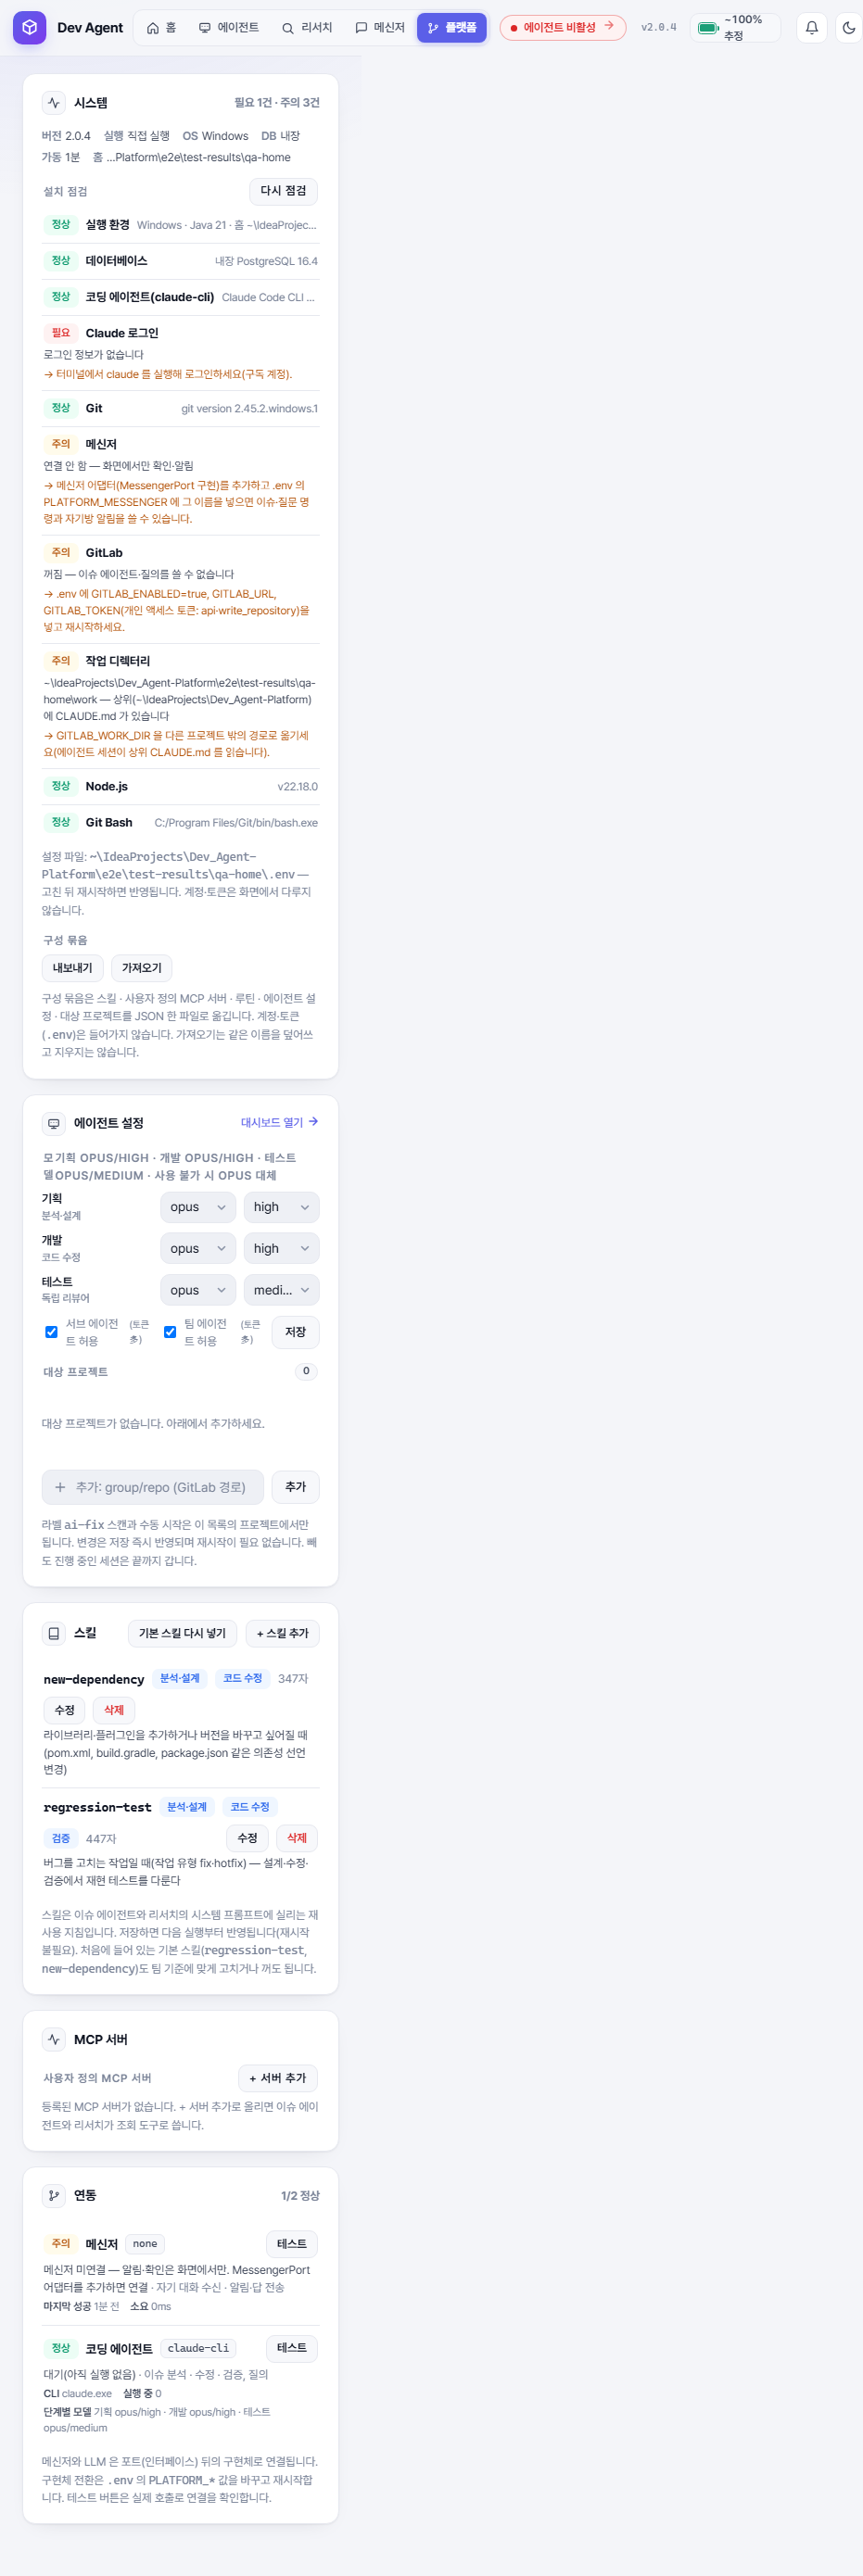 Dev Agent
홈
에이전트
리서치
메신저
플랫폼
에이전트 비활성 →
v2.0.4
~100%
추정
시스템
필요 1건 · 주의 3건
버전 2.0.4 실행 직접 실행 OS Windows DB 내장
가동 1분 홈 ...Platform\e2e\test-results\qa-home
설치 점검
다시 점검
정상 실행 환경 Windows · Java 21 · 홈 ~\IdeaProjec...
정상 데이터베이스 내장 PostgreSQL 16.4
정상 코딩 에이전트(claude-cli) Claude Code CLI ...
필요 Claude 로그인
로그인 정보가 없습니다
→ 터미널에서 claude 를 실행해 로그인하세요(구독 계정).
정상 Git git version 2.45.2.windows.1
주의 메신저
연결 안 함 — 화면에서만 확인·알림
→ 메신저 어댑터(MessengerPort 구현)를 추가하고 .env 의
PLATFORM_MESSENGER 에 그 이름을 넣으면 이슈·질문 명
령과 자기방 알림을 쓸 수 있습니다.
주의 GitLab
꺼짐 — 이슈 에이전트·질의를 쓸 수 없습니다
→ .env 에 GITLAB_ENABLED=true, GITLAB_URL,
GITLAB_TOKEN(개인 액세스 토큰: api·write_repository)을
넣고 재시작하세요.
주의 작업 디렉터리
~\IdeaProjects\Dev_Agent-Platform\e2e\test-results\qa-
home\work — 상위(~\IdeaProjects\Dev_Agent-Platform)
에 CLAUDE.md 가 있습니다
→ GITLAB_WORK_DIR 을 다른 프로젝트 밖의 경로로 옮기세
요(에이전트 세션이 상위 CLAUDE.md 를 읽습니다).
정상 Node.js v22.18.0
정상 Git Bash C:/Program Files/Git/bin/bash.exe
설정 파일: ~\IdeaProjects\Dev_Agent-
Platform\e2e\test-results\qa-home\.env —
고친 뒤 재시작하면 반영됩니다. 계정·토큰은 화면에서 다루지
않습니다.
구성 묶음
내보내기
가져오기
구성 묶음은 스킬 · 사용자 정의 MCP 서버 · 루틴 · 에이전트 설
정 · 대상 프로젝트를 JSON 한 파일로 옮깁니다. 계정·토큰
(.env)은 들어가지 않습니다. 가져오기는 같은 이름을 덮어쓰
고 지우지는 않습니다.
에이전트 설정
대시보드 열기 →
모 기획 OPUS/HIGH · 개발 OPUS/HIGH · 테스트
델 OPUS/MEDIUM · 사용 불가 시 OPUS 대체
기획
분석·설계
opus
high
개발
코드 수정
opus
high
테스트
독립 리뷰어
opus
medi...
서브 에이전
트 허용
(토큰
多)
팀 에이전
트 허용
(토큰
多)
저장
대상 프로젝트
0
대상 프로젝트가 없습니다. 아래에서 추가하세요.
추가: group/repo (GitLab 경로)
추가
라벨 ai-fix 스캔과 수동 시작은 이 목록의 프로젝트에서만
됩니다. 변경은 저장 즉시 반영되며 재시작이 필요 없습니다. 빼
도 진행 중인 세션은 끝까지 갑니다.
스킬
기본 스킬 다시 넣기
+ 스킬 추가
new-dependency 분석·설계 코드 수정 347자
수정 삭제
라이브러리·플러그인을 추가하거나 버전을 바꾸고 싶어질 때
(pom.xml, build.gradle, package.json 같은 의존성 선언
변경)
regression-test 분석·설계 코드 수정
검증 447자 수정 삭제
버그를 고치는 작업일 때(작업 유형 fix·hotfix) — 설계·수정·
검증에서 재현 테스트를 다룬다
스킬은 이슈 에이전트와 리서치의 시스템 프롬프트에 실리는 재
사용 지침입니다. 저장하면 다음 실행부터 반영됩니다(재시작
불필요). 처음에 들어 있는 기본 스킬(regression-test,
new-dependency)도 팀 기준에 맞게 고치거나 꺼도 됩니다.
MCP 서버
사용자 정의 MCP 서버
+ 서버 추가
등록된 MCP 서버가 없습니다. + 서버 추가로 올리면 이슈 에이
전트와 리서치가 조회 도구로 씁니다.
연동
1/2 정상
주의 메신저 none 테스트
메신저 미연결 — 알림·확인은 화면에서만. MessengerPort
어댑터를 추가하면 연결 · 자기 대화 수신 · 알림·답 전송
마지막 성공 1분 전 소요 0ms
정상 코딩 에이전트 claude-cli 테스트
대기(아직 실행 없음) · 이슈 분석 · 수정 · 검증, 질의
CLI claude.exe 실행 중 0
단계별 모델 기획 opus/high · 개발 opus/high · 테스트
opus/medium
메신저와 LLM 은 포트(인터페이스) 뒤의 구현체로 연결됩니다.
구현체 전환은 .env 의 PLATFORM_* 값을 바꾸고 재시작합
니다. 테스트 버튼은 실제 호출로 연결을 확인합니다.